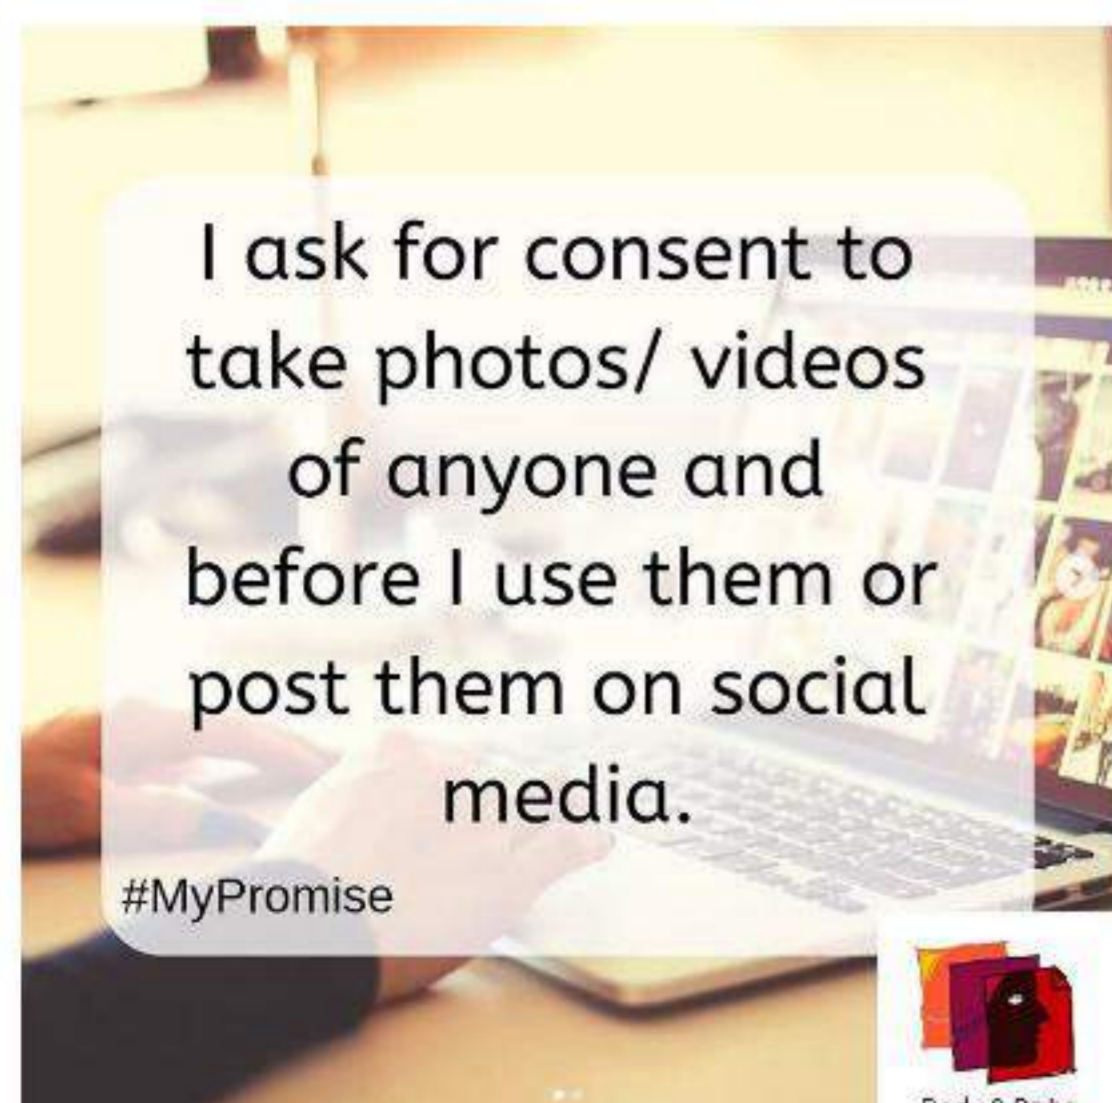 I ask for consent to
take photos/ videos
of anyone and
before I use them or
post them on social
media.
#MyPromise